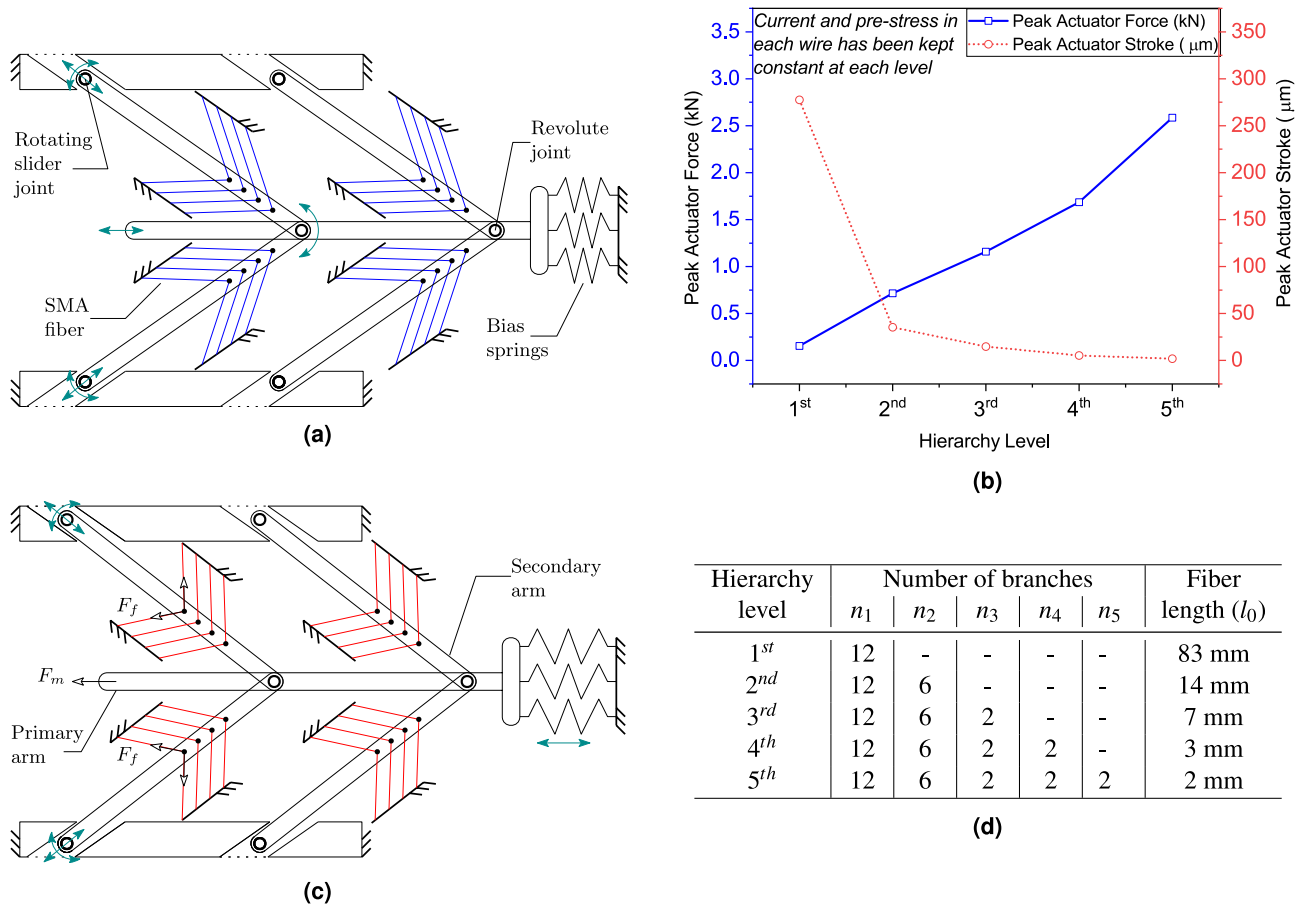 Rotating
slider
joint
Revolute
joint
SMA
fiber
Bias
springs
(a)
Current and pre-stress in
each wire has been kept
constant at each level
Peak Actuator Force (kN)
Peak Actuator Stroke ( μm)
3.5
3.0
2.5
2.0
1.5
1.0
0.5
0.0
Peak Actuator Force (kN)
350
300
250
200
150
100
50
0
Peak Actuator Stroke ( μm)
1st 2nd 3rd 4th 5th
Hierarchy Level
(b)
Secondary
arm
Ff
Fm
Primary
arm
Ff
(c)
Hierarchy level Number of branches Fiber length (l0)
n1 n2 n3 n4 n5
1st 12 - - - - 83 mm
2nd 12 6 - - - 14 mm
3rd 12 6 2 - - 7 mm
4th 12 6 2 2 - 3 mm
5th 12 6 2 2 2 2 mm
(d)